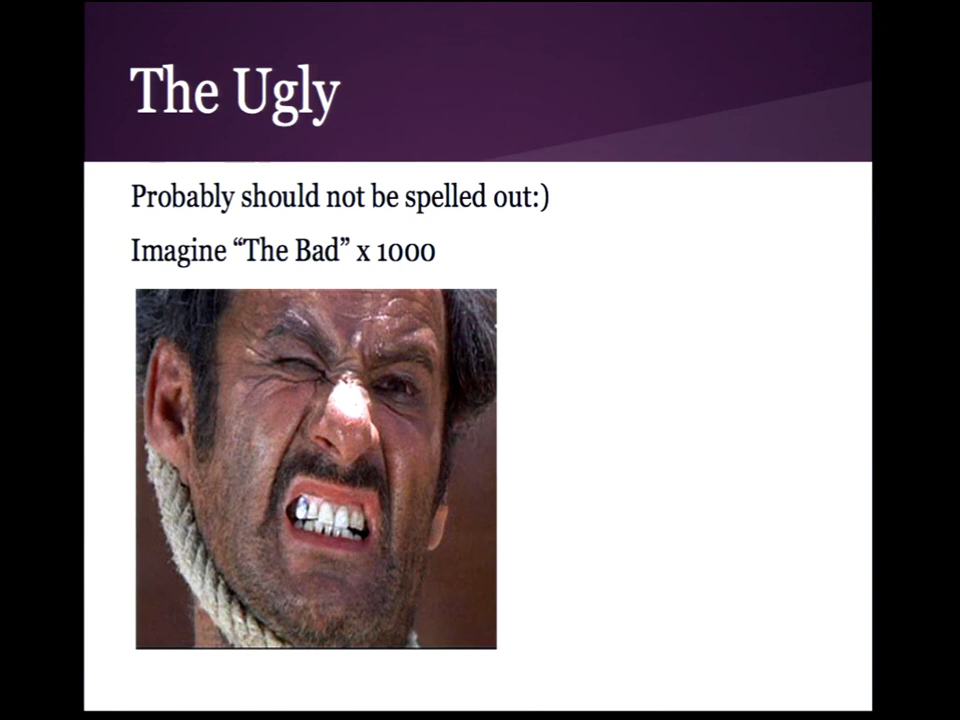 The Ugly
Probably should not be spelled out:)
Imagine “The Bad” x 1000